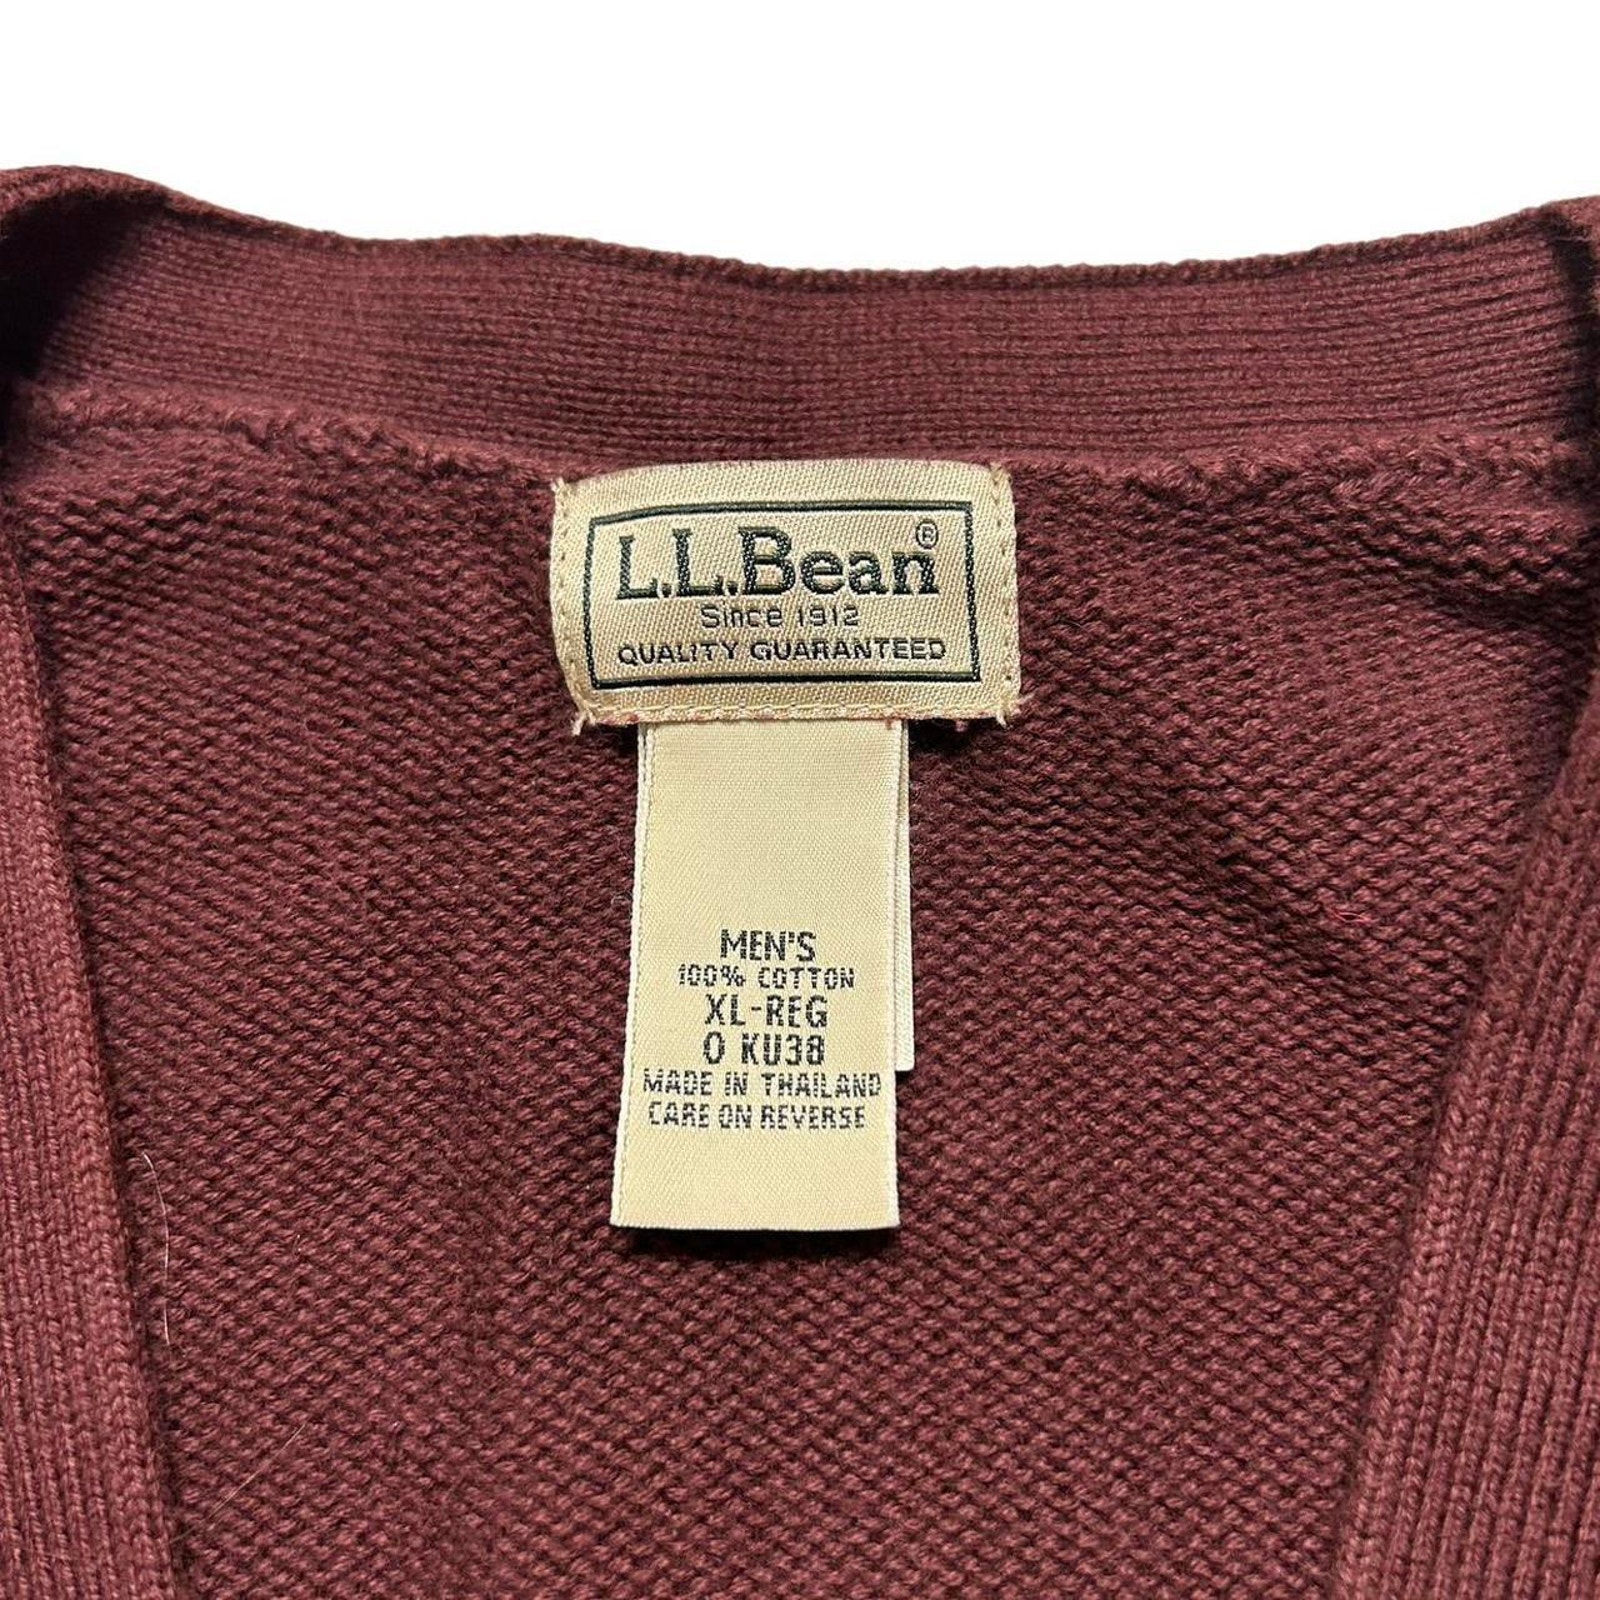 L.L.Bean®
Since 1912
QUALITY GUARANTEED
MEN'S
100% COTTON
XL-REG
0 KU38
MADE IN THAILAND
CARE ON REVERSE